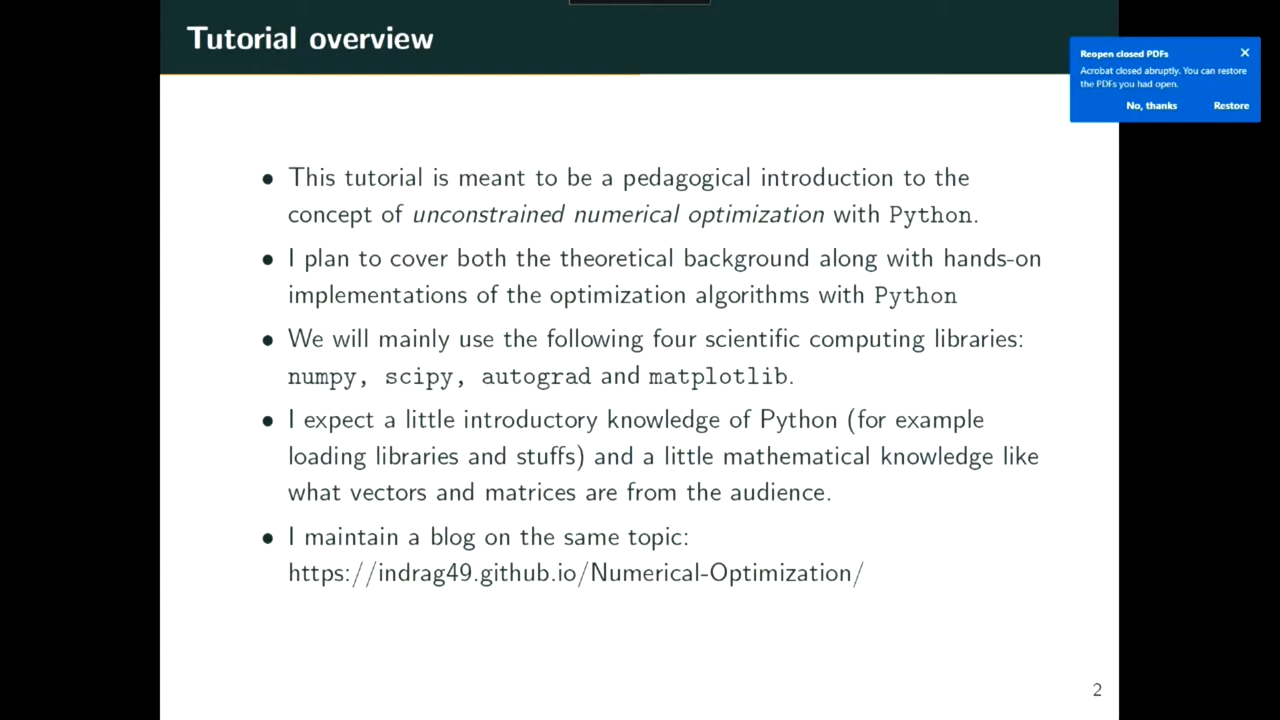 Tutorial overview
Reopen closed PDFs
Acrobat closed abruptly. You can restore
the PDFs you had open.
No, thanks Restore
• This tutorial is meant to be a pedagogical introduction to the
concept of unconstrained numerical optimization with Python.
• I plan to cover both the theoretical background along with hands-on
implementations of the optimization algorithms with Python
• We will mainly use the following four scientific computing libraries:
numpy, scipy, autograd and matplotlib.
• I expect a little introductory knowledge of Python (for example
loading libraries and stuffs) and a little mathematical knowledge like
what vectors and matrices are from the audience.
• I maintain a blog on the same topic:
https://indrag49.github.io/Numerical-Optimization/
2